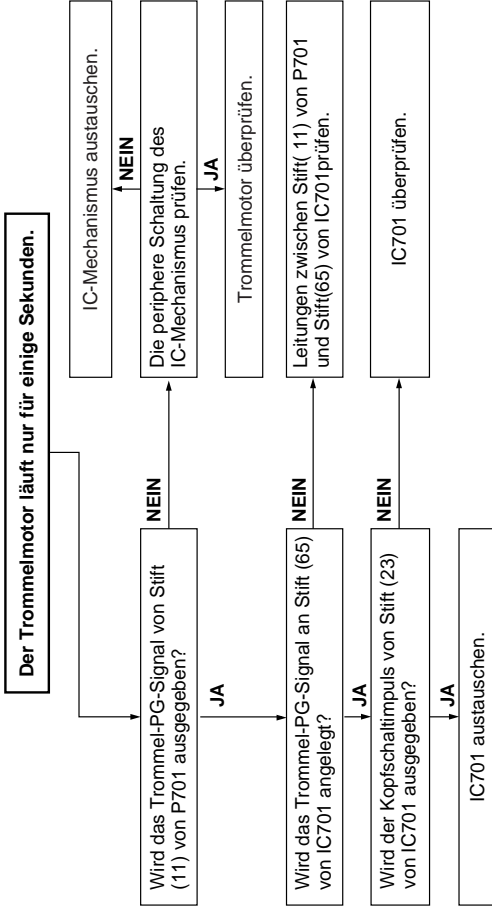 Der Trommelmotor läuft nur für einige Sekunden.
Wird das Trommel-PG-Signal von Stift
(11) von P701 ausgegeben?
NEIN
JA
IC-Mechanismus austauschen.
NEIN
Die periphere Schaltung des
IC-Mechanismus prüfen.
JA
Trommelmotor überprüfen.
Wird das Trommel-PG-Signal an Stift (65)
von IC701 angelegt?
NEIN
JA
Leitungen zwischen Stift( 11) von P701
und Stift(65) von IC701prüfen.
Wird der Kopfschaltimpuls von Stift (23)
von IC701 ausgegeben?
NEIN
JA
IC701 überprüfen.
IC701 austauschen.